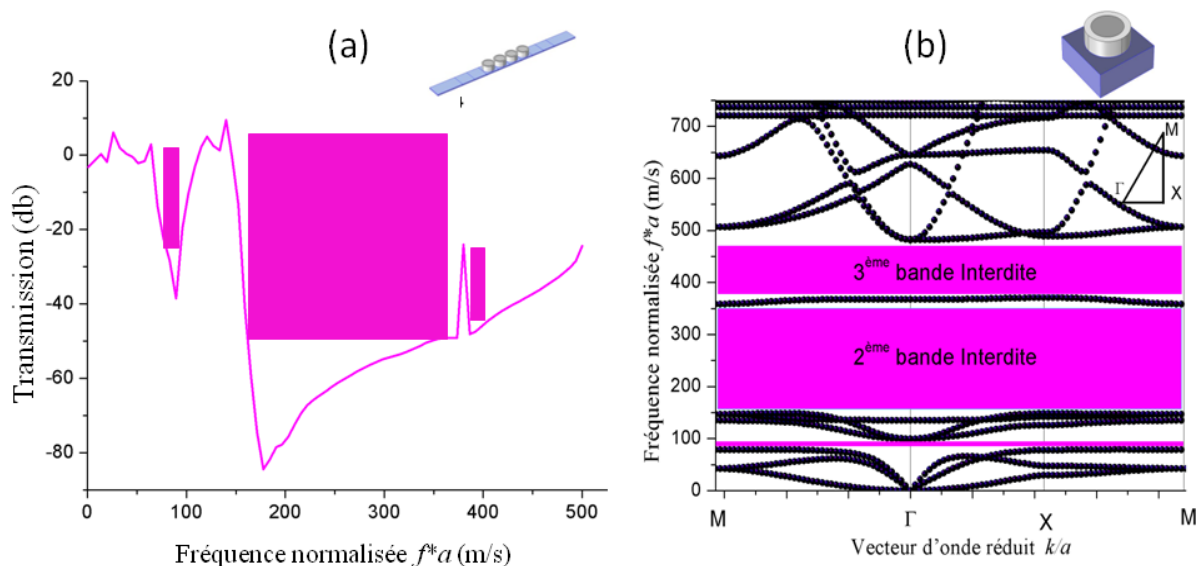 (a)
20
0
-20
-40
-60
-80
Transmission (db)
0
100
200
300
400
500
Fréquence normalisée f*a (m/s)
(b)
700
600
500
400
300
200
100
0
Fréquence normalisée f*a (m/s)
M
Γ
X
3ème bande Interdite
2ème bande Interdite
M
Γ
X
M
Vecteur d'onde réduit k/a